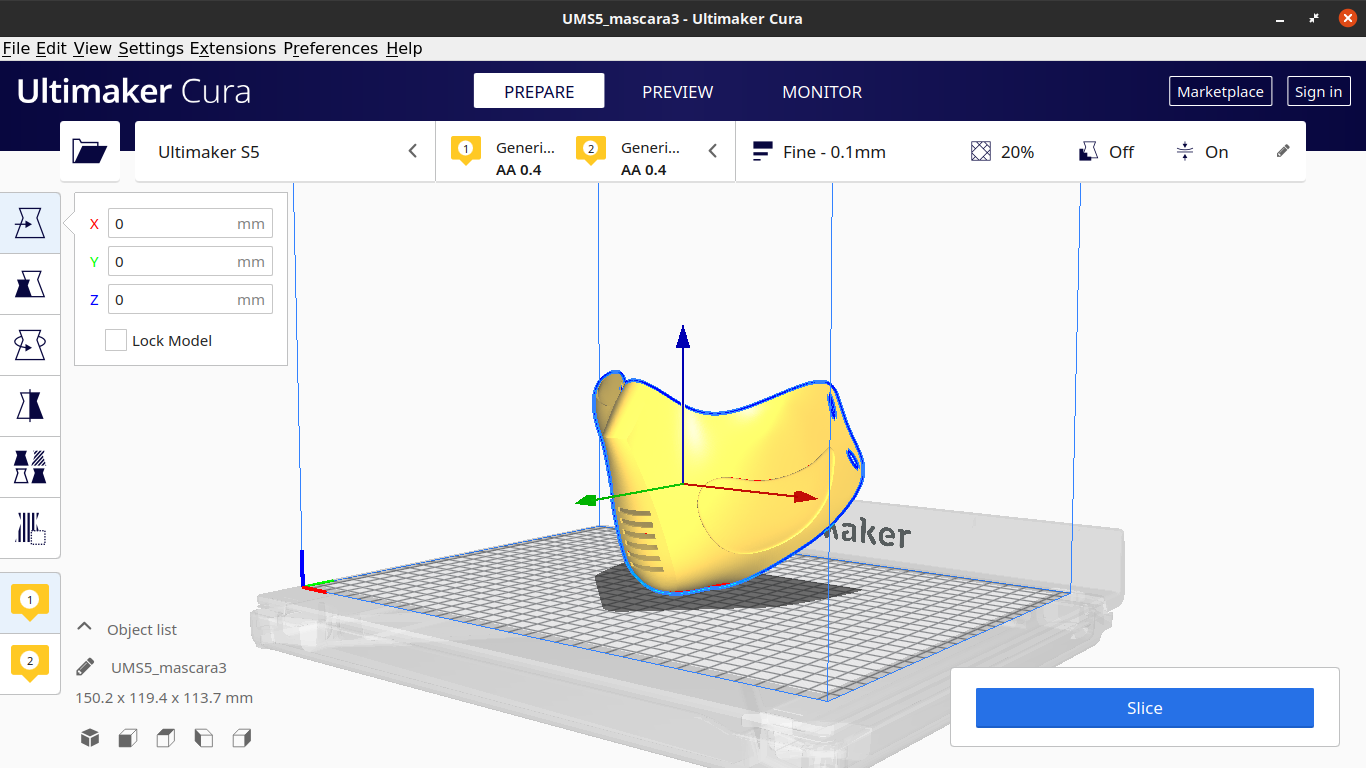 UMS5_mascara3 - Ultimaker Cura
File Edit View Settings Extensions Preferences Help
Ultimaker Cura
PREPARE
PREVIEW
MONITOR
Marketplace
Sign in
Ultimaker S5
1
Generi...
AA 0.4
2
Generi...
AA 0.4
Fine - 0.1mm
20%
Off
On
X 0 mm
Y 0 mm
Z 0 mm
Lock Model
maker
1
2
Object list
UMS5_mascara3
150.2 x 119.4 x 113.7 mm
Slice